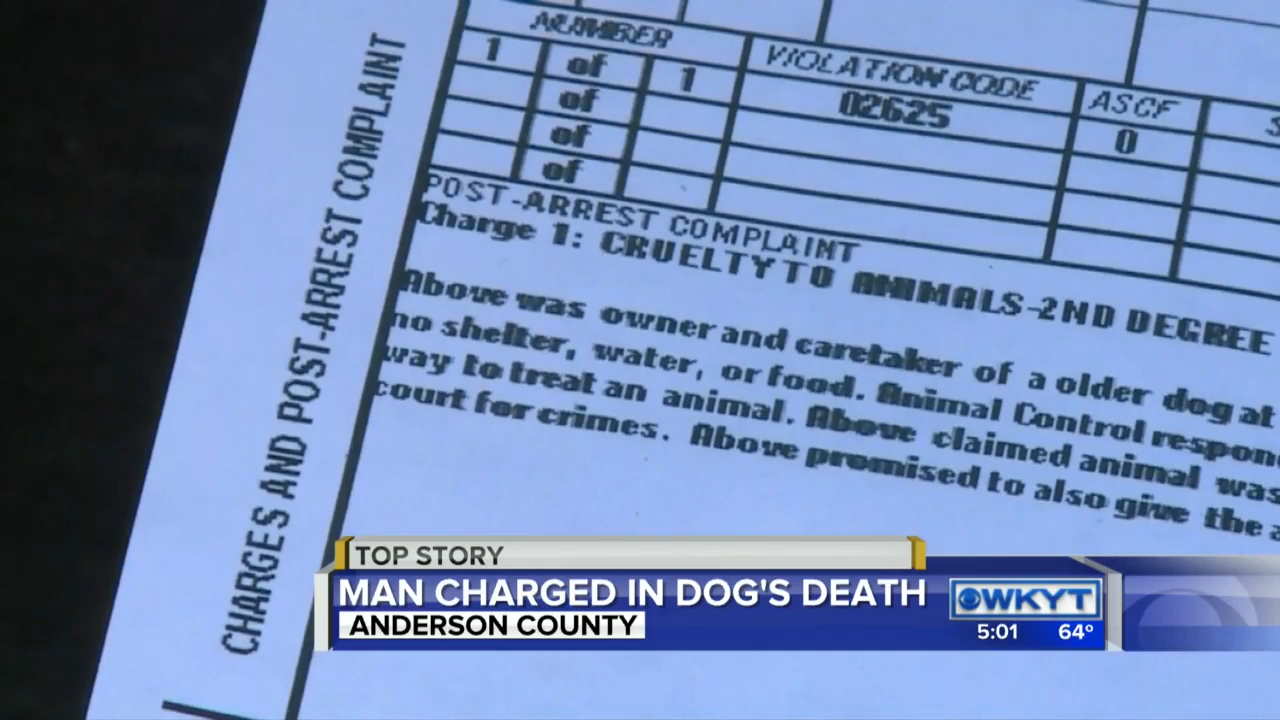 CHARGES AND POST-ARREST COMPLAINT
NUMBER
VIOLATION CODE
ASCF
1 of 1
02625
0
of
of
of
POST-ARREST COMPLAINT
Charge 1: CRUELTY TO ANIMALS-2ND DEGREE
Above was owner and caretaker of a older dog at
no shelter, water, or food. Animal Control respon
way to treat an animal. Above claimed animal was
court for crimes. Above promised to also give the a
TOP STORY
MAN CHARGED IN DOG'S DEATH
ANDERSON COUNTY
WKYT
5:01 64°